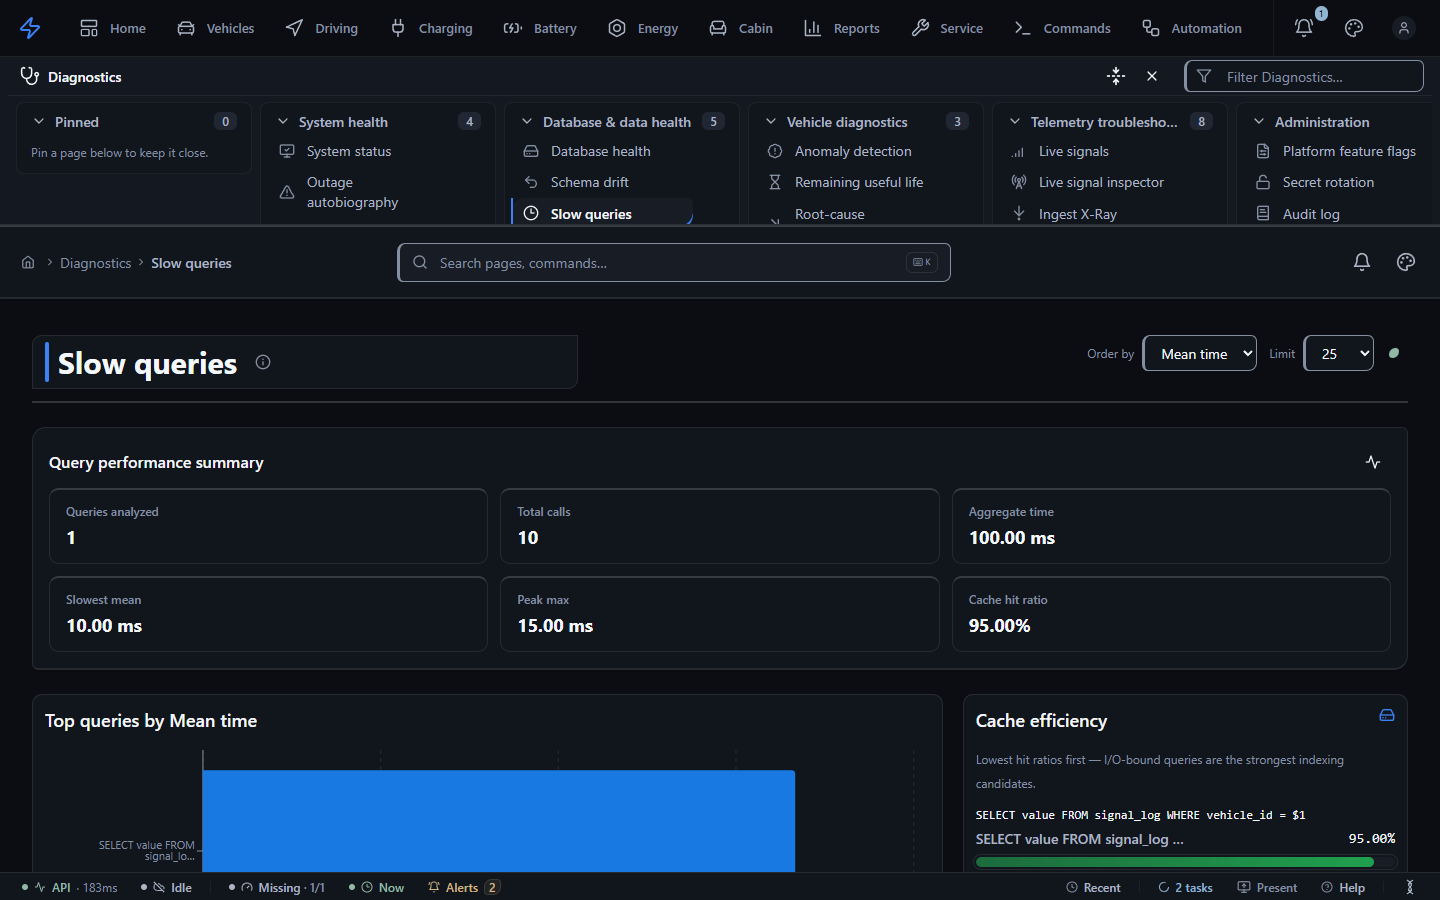 Home
Vehicles
Driving
Charging
Battery
Energy
Cabin
Reports
Service
Commands
Automation
1
Diagnostics
Filter Diagnostics...
Pinned 0
Pin a page below to keep it close.
System health 4
System status
Outage
autobiography
Database & data health 5
Database health
Schema drift
Slow queries
Vehicle diagnostics 3
Anomaly detection
Remaining useful life
Root-cause
Telemetry troublesho... 8
Live signals
Live signal inspector
Ingest X-Ray
Administration
Platform feature flags
Secret rotation
Audit log
Diagnostics > Slow queries
Search pages, commands...
K
Slow queries
Order by Mean time Limit 25
Query performance summary
Queries analyzed
1
Total calls
10
Aggregate time
100.00 ms
Slowest mean
10.00 ms
Peak max
15.00 ms
Cache hit ratio
95.00%
Top queries by Mean time
SELECT value FROM
signal_lo...
Cache efficiency
Lowest hit ratios first — I/O-bound queries are the strongest indexing
candidates.
SELECT value FROM signal_log WHERE vehicle_id = $1
SELECT value FROM signal_log ... 95.00%
API · 183ms
Idle
Missing · 1/1
Now
Alerts 2
Recent
2 tasks
Present
Help